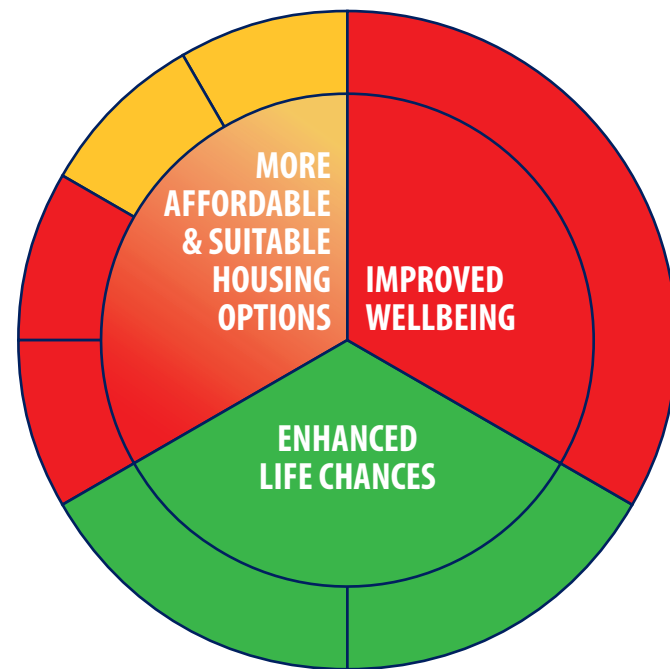 MORE
AFFORDABLE
& SUITABLE
HOUSING
OPTIONS
IMPROVED
WELLBEING
ENHANCED
LIFE CHANCES